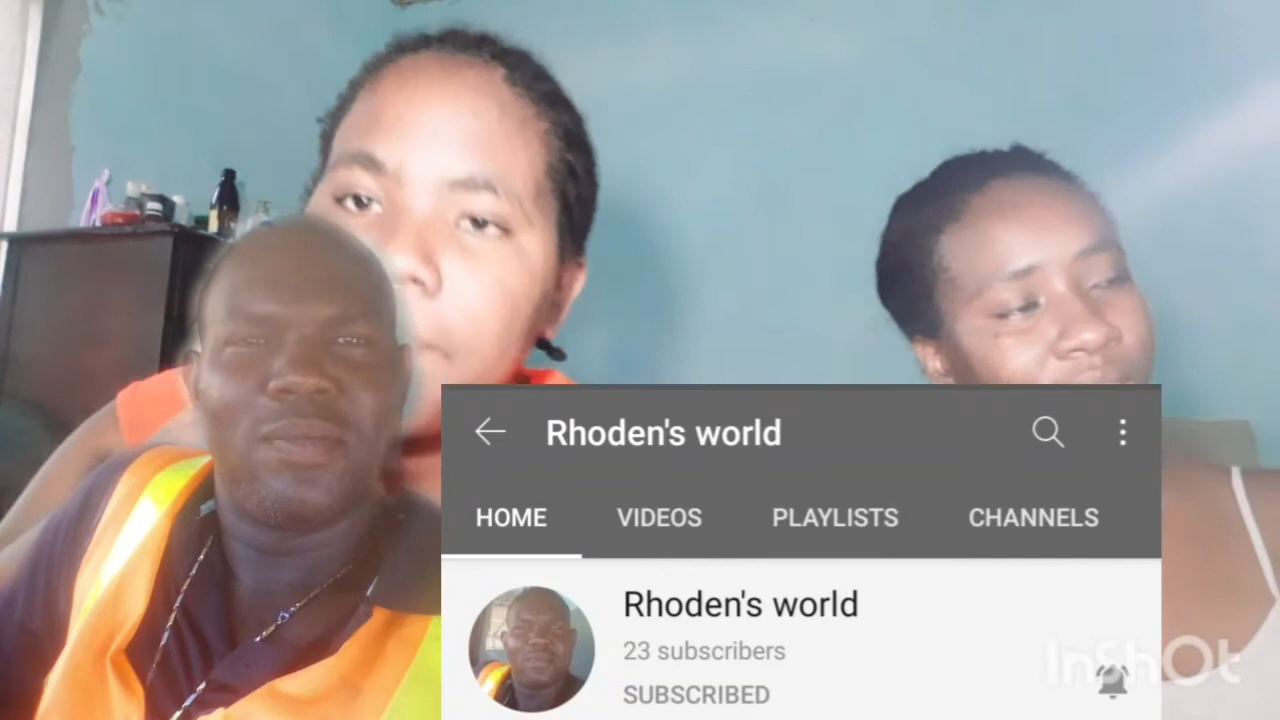 Rhoden's world
HOME VIDEOS PLAYLISTS CHANNELS
Rhoden's world
23 subscribers
SUBSCRIBED
InShOt